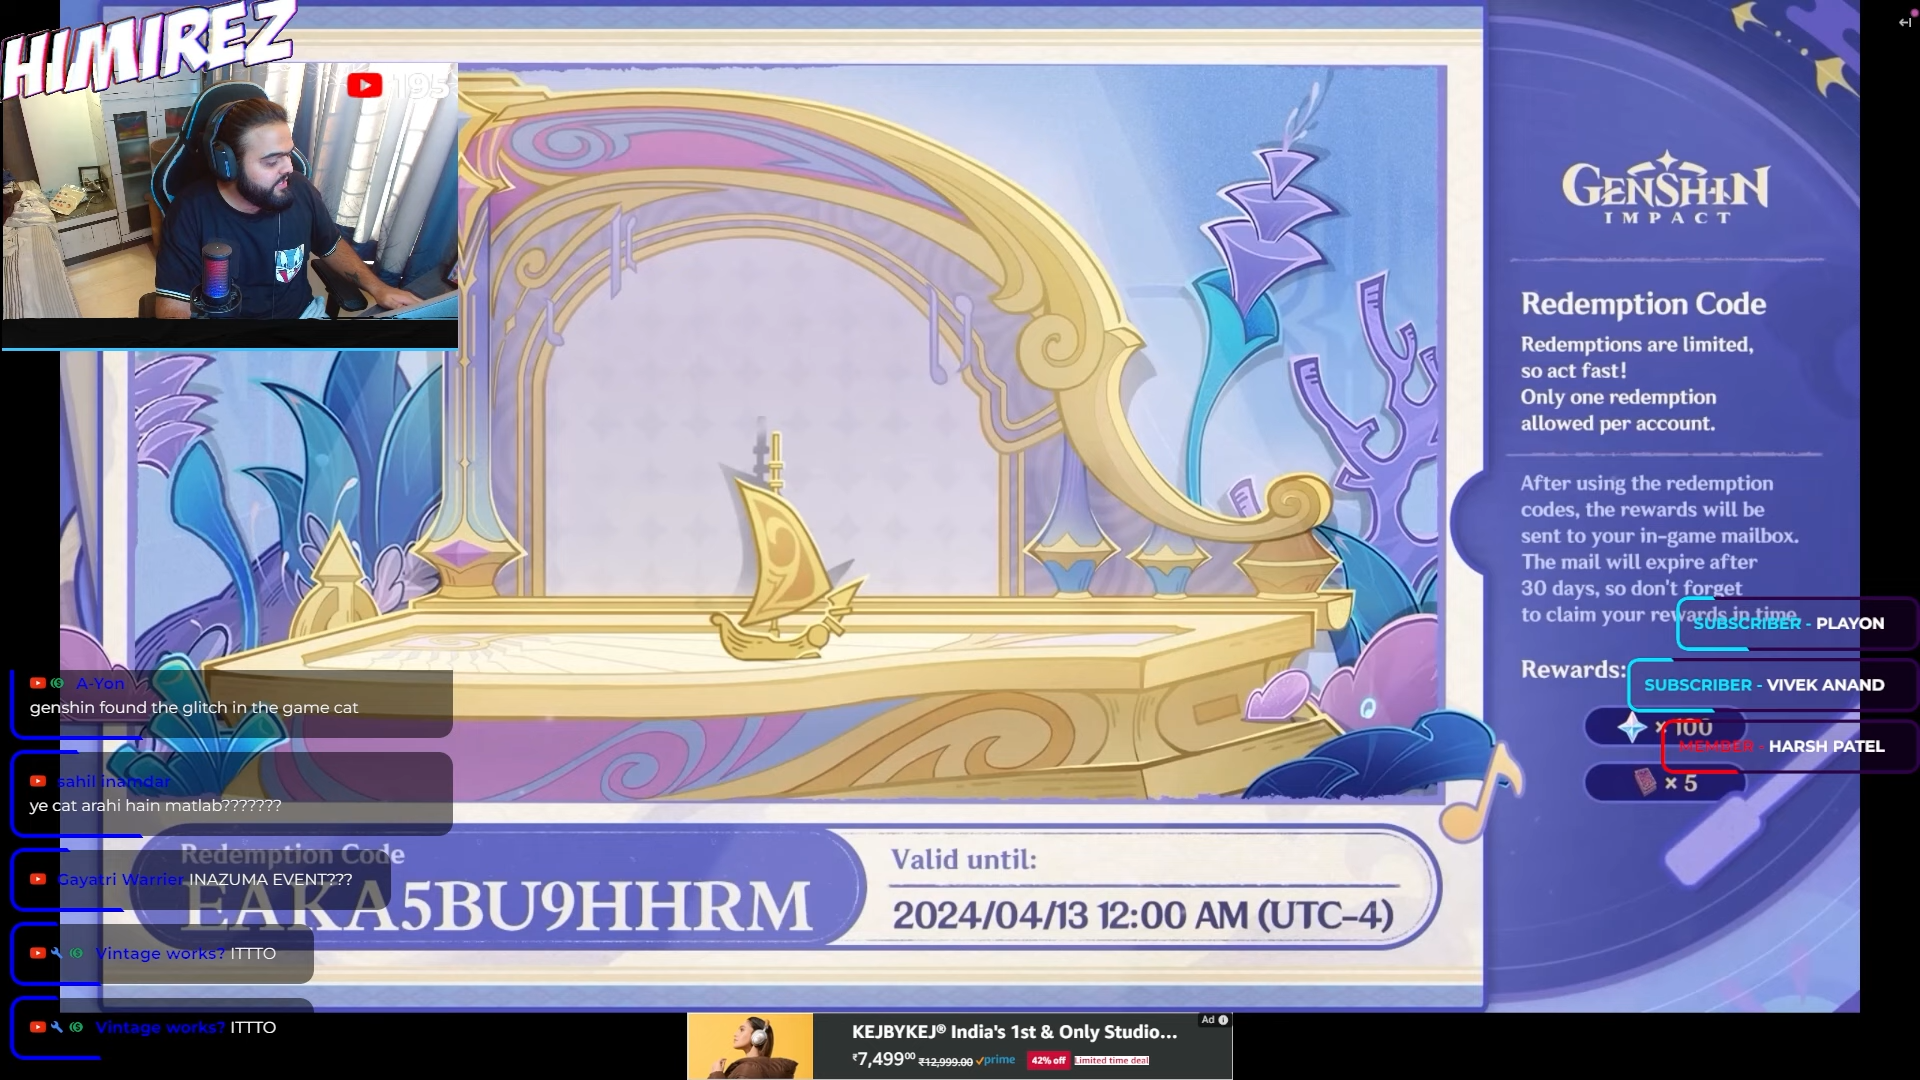 HIMIREZ
195
GENSHIN
IMPACT
Redemption Code
Redemptions are limited,
so act fast!
Only one redemption
allowed per account.
After using the redemption
codes, the rewards will be
sent to your in-game mailbox.
The mail will expire after
30 days, so don't forget
to claim your rewards in time.
SUBSCRIBER - PLAYON
Rewards:
SUBSCRIBER - VIVEK ANAND
× 100
MEMBER - HARSH PATEL
× 5
A-Yon
genshin found the glitch in the game cat
sahil inamdar
ye cat arahi hain matlab???????
Gayatri Warrier INAZUMA EVENT???
Vintage works? ITTTO
Vintage works? ITTTO
Redemption Code
EAKA5BU9HHRM
Valid until:
2024/04/13 12:00 AM (UTC-4)
Ad
KEJBYKEJ® India's 1st & Only Studio...
₹7,499⁰⁰ ₹12,999.00 prime 42% off Limited time deal